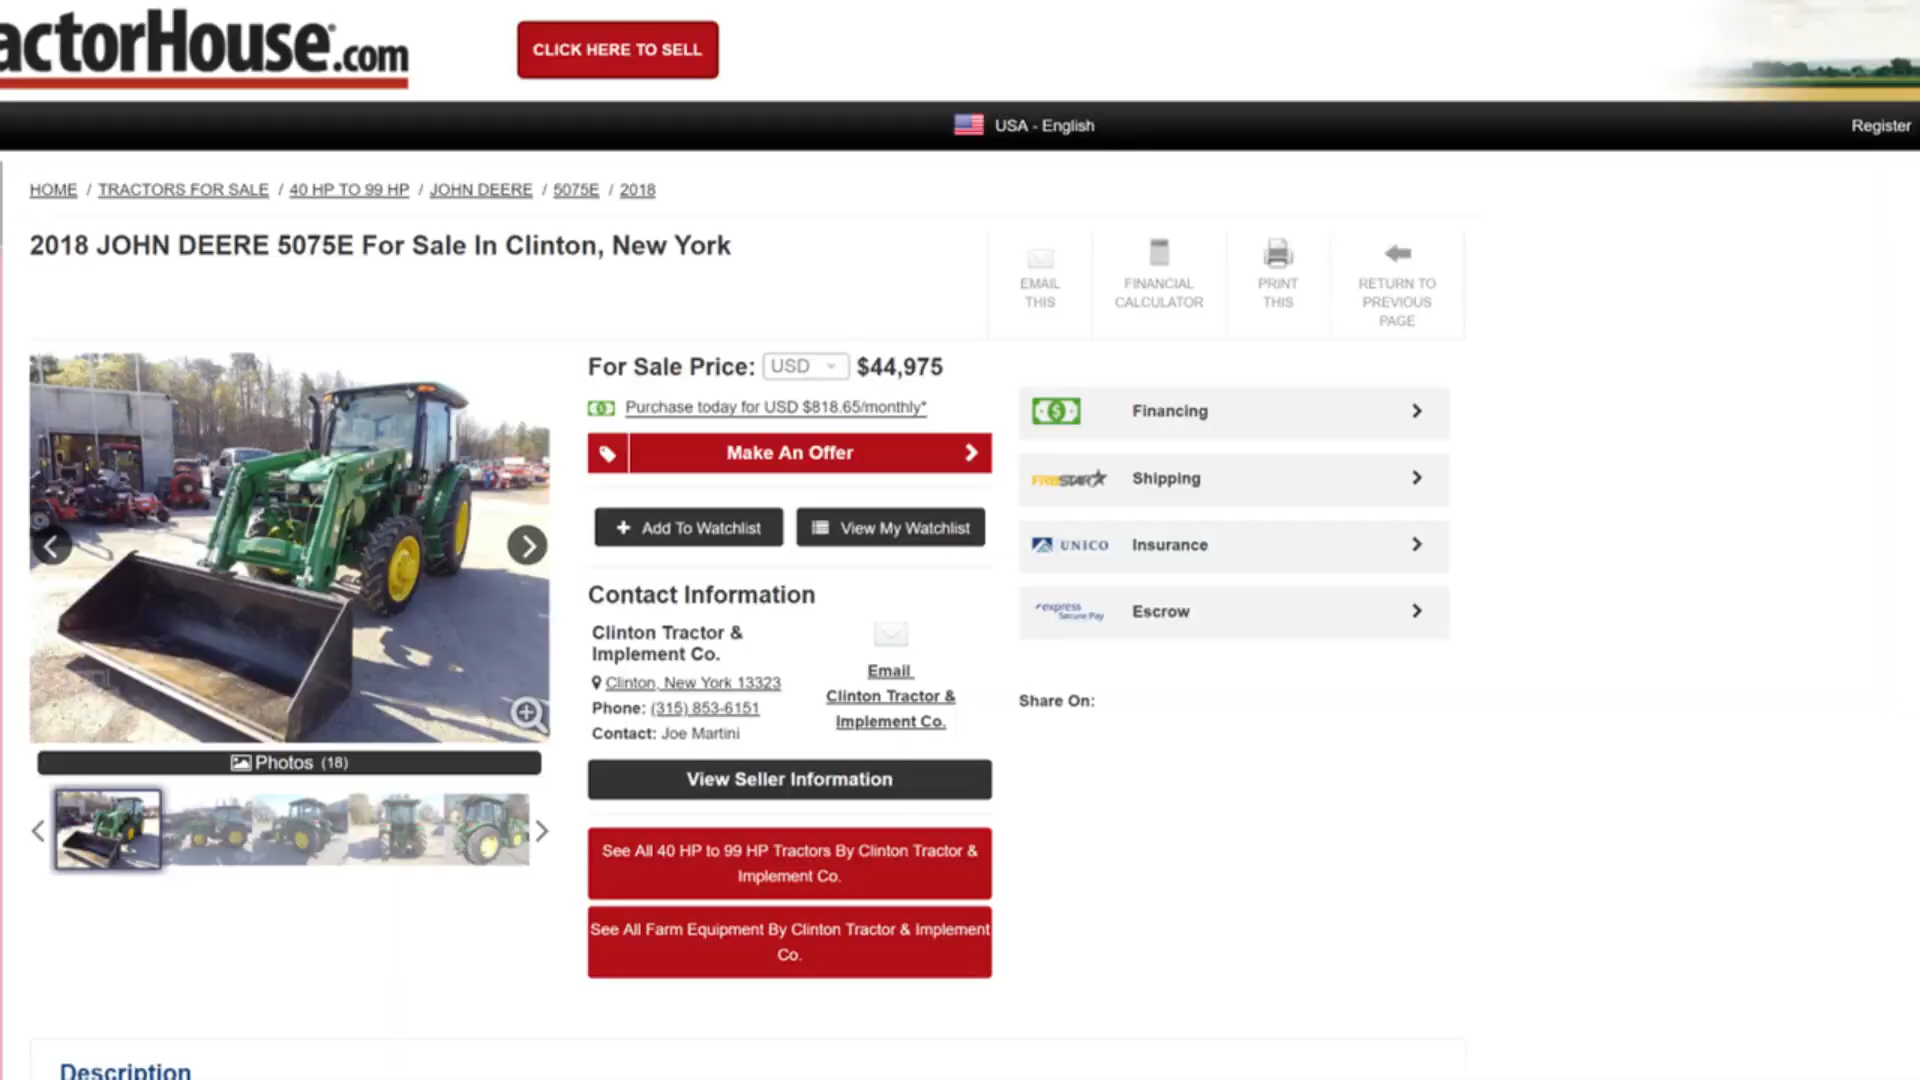 actorHouse.com
CLICK HERE TO SELL
USA - English
Register
HOME / TRACTORS FOR SALE / 40 HP TO 99 HP / JOHN DEERE / 5075E / 2018
2018 JOHN DEERE 5075E For Sale In Clinton, New York
EMAIL
THIS
FINANCIAL
CALCULATOR
PRINT
THIS
RETURN TO
PREVIOUS
PAGE
For Sale Price: USD $44,975
Purchase today for USD $818.65/monthly*
Make An Offer
Add To Watchlist
View My Watchlist
Contact Information
Clinton Tractor &
Implement Co.
Clinton, New York 13323
Phone: (315) 853-6151
Contact: Joe Martini
Email
Clinton Tractor &
Implement Co.
View Seller Information
See All 40 HP to 99 HP Tractors By Clinton Tractor &
Implement Co.
See All Farm Equipment By Clinton Tractor & Implement
Co.
Financing
FR8STAR Shipping
UNICO Insurance
express
Secure Pay
Escrow
Share On:
Photos (18)
Description